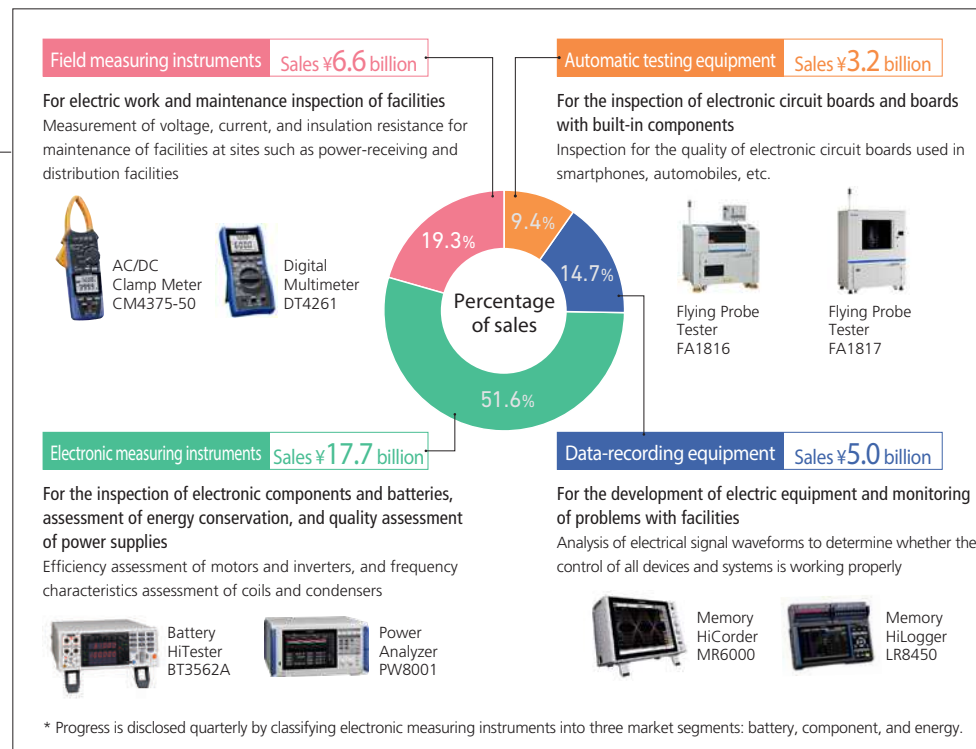 Field measuring instruments Sales ¥6.6 billion
For electric work and maintenance inspection of facilities
Measurement of voltage, current, and insulation resistance for
maintenance of facilities at sites such as power-receiving and
distribution facilities
AC/DC
Clamp Meter
CM4375-50
Digital
Multimeter
DT4261
Automatic testing equipment Sales ¥3.2 billion
For the inspection of electronic circuit boards and boards
with built-in components
Inspection for the quality of electronic circuit boards used in
smartphones, automobiles, etc.
Flying Probe
Tester
FA1816
Flying Probe
Tester
FA1817
19.3%
9.4%
14.7%
51.6%
Percentage
of sales
Electronic measuring instruments Sales ¥17.7 billion
For the inspection of electronic components and batteries,
assessment of energy conservation, and quality assessment
of power supplies
Efficiency assessment of motors and inverters, and frequency
characteristics assessment of coils and condensers
Battery
HiTester
BT3562A
Power
Analyzer
PW8001
Data-recording equipment Sales ¥5.0 billion
For the development of electric equipment and monitoring
of problems with facilities
Analysis of electrical signal waveforms to determine whether the
control of all devices and systems is working properly
Memory
HiCorder
MR6000
Memory
HiLogger
LR8450
* Progress is disclosed quarterly by classifying electronic measuring instruments into three market segments: battery, component, and energy.